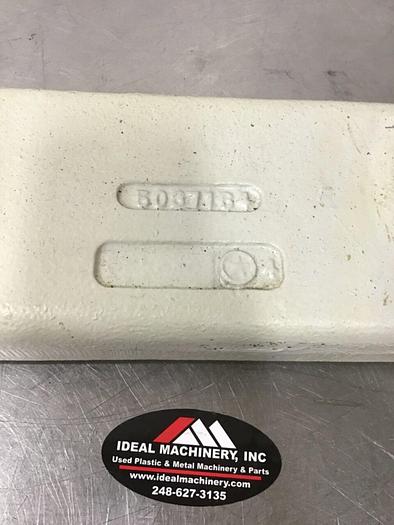 IDEAL MACHINERY, INC
Used Plastic & Metal Machinery & Parts
www.idealmachinery.com
248-627-3135